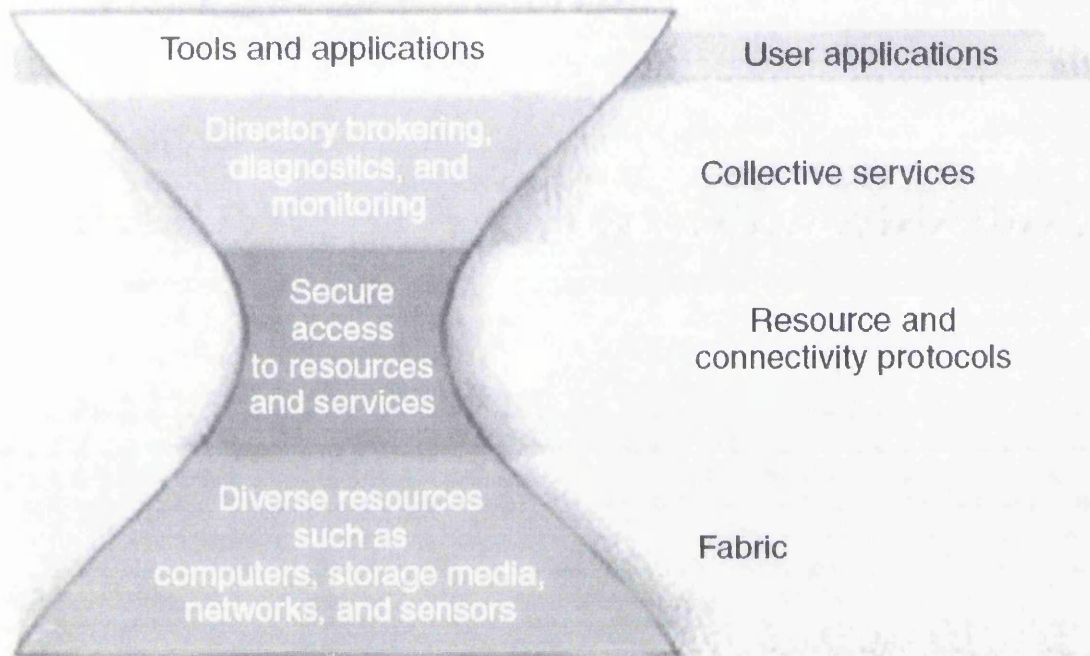 Tools and applications
User applications
Directory brokering,
diagnostics, and
monitoring
Collective services
Secure
access
to resources
and services
Resource and
connectivity protocols
Diverse resources
such as
computers, storage media,
networks, and sensors
Fabric